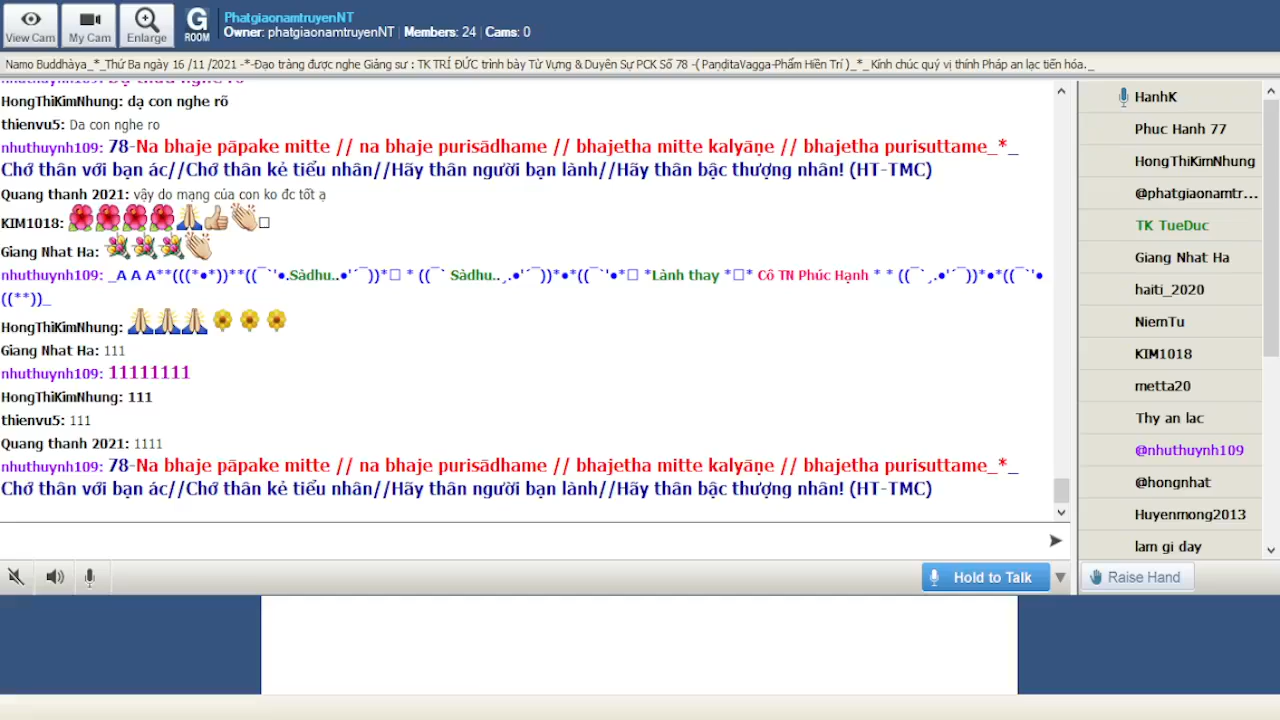 View Cam
My Cam
Enlarge
G
ROOM
PhatgiaonamtruyenNT
Owner: phatgiaonamtruyenNT | Members: 24 | Cams: 0
Namo Buddhàya_*_Thứ Ba ngày 16 /11 /2021 -*-Đạo tràng được nghe Giảng sư : TK TRÍ ĐỨC trình bày Từ Vựng & Duyên Sự PCK Số 78 -( PaṇḍitaVagga-Phẩm Hiền Trí )_*_ Kính chúc quý vị thính Pháp an lạc tiến hóa._
HongThiKimNhung: dạ con nghe rõ
thienvu5: Da con nghe ro
nhuthuynh109: 78-Na bhaje pāpake mitte // na bhaje purisādhame // bhajetha mitte kalyāṇe // bhajetha purisuttame_*_
Chớ thân với bạn ác//Chớ thân kẻ tiểu nhân//Hãy thân người bạn lành//Hãy thân bậc thượng nhân! (HT-TMC)
Quang thanh 2021: vậy do mạng của con ko đc tốt ạ
KIM1018:
Giang Nhat Ha:
nhuthuynh109: _A A A**(((*●*))**((¯`'●.Sàdhu..●'´¯))*□ * ((¯` Sàdhu..¸.●'´¯))*●*((¯`'●*□ *Lành thay *□* Cô TN Phúc Hạnh * * ((¯`¸.●'´¯))*●*((¯`'●
((**))_
HongThiKimNhung:
Giang Nhat Ha: 111
nhuthuynh109: 11111111
HongThiKimNhung: 111
thienvu5: 111
Quang thanh 2021: 1111
nhuthuynh109: 78-Na bhaje pāpake mitte // na bhaje purisādhame // bhajetha mitte kalyāṇe // bhajetha purisuttame_*_
Chớ thân với bạn ác//Chớ thân kẻ tiểu nhân//Hãy thân người bạn lành//Hãy thân bậc thượng nhân! (HT-TMC)
Hold to Talk
HanhK
Phuc Hanh 77
HongThiKimNhung
@phatgiaonamtr...
TK TueDuc
Giang Nhat Ha
haiti_2020
NiemTu
KIM1018
metta20
Thy an lac
@nhuthuynh109
@hongnhat
Huyenmong2013
lam gi day
Raise Hand